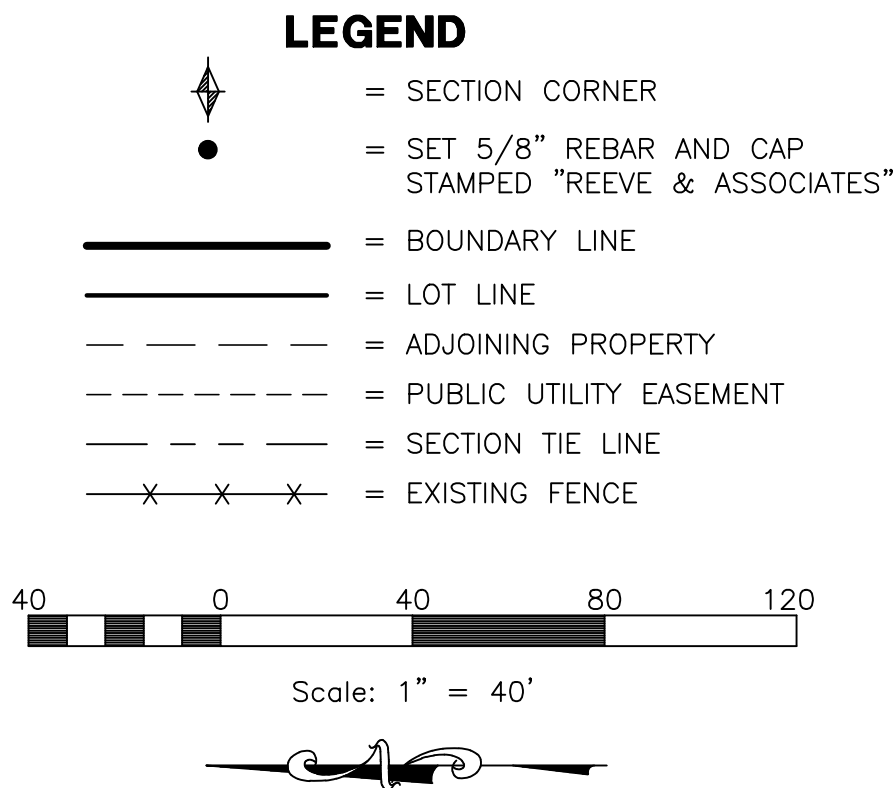 LEGEND
= SECTION CORNER
= SET 5/8" REBAR AND CAP
STAMPED "REEVE & ASSOCIATES"
= BOUNDARY LINE
= LOT LINE
= ADJOINING PROPERTY
= PUBLIC UTILITY EASEMENT
= SECTION TIE LINE
= EXISTING FENCE
40 0 40 80 120
Scale: 1" = 40'